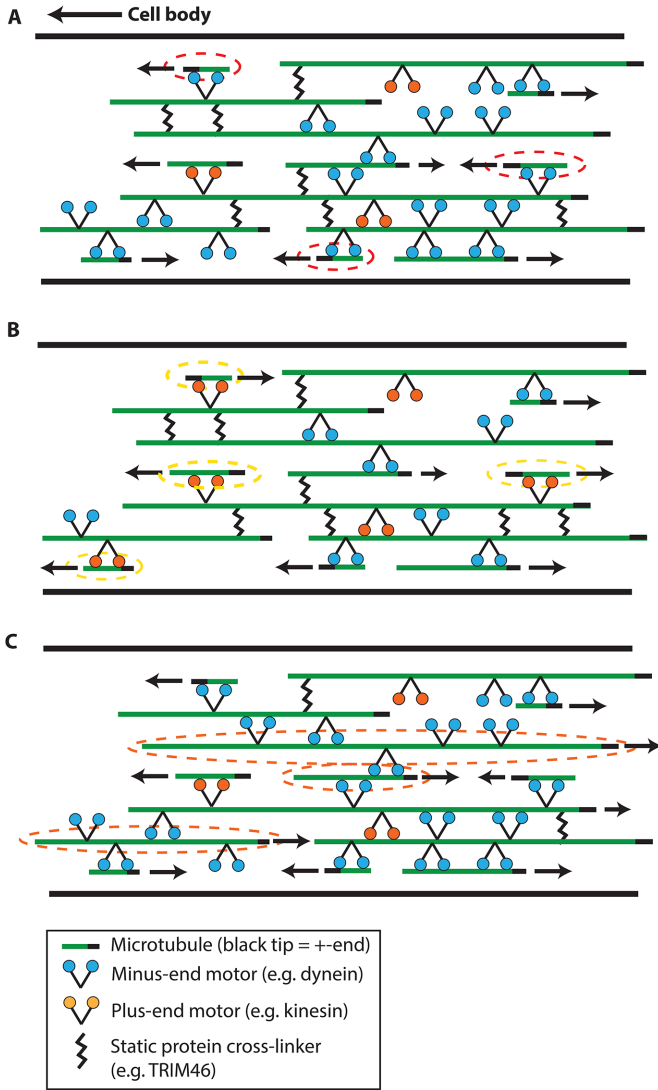 A
Cell body
B
C
Microtubule (black tip = +-end)
Minus-end motor (e.g. dynein)
Plus-end motor (e.g. kinesin)
Static protein cross-linker
(e.g. TRIM46)